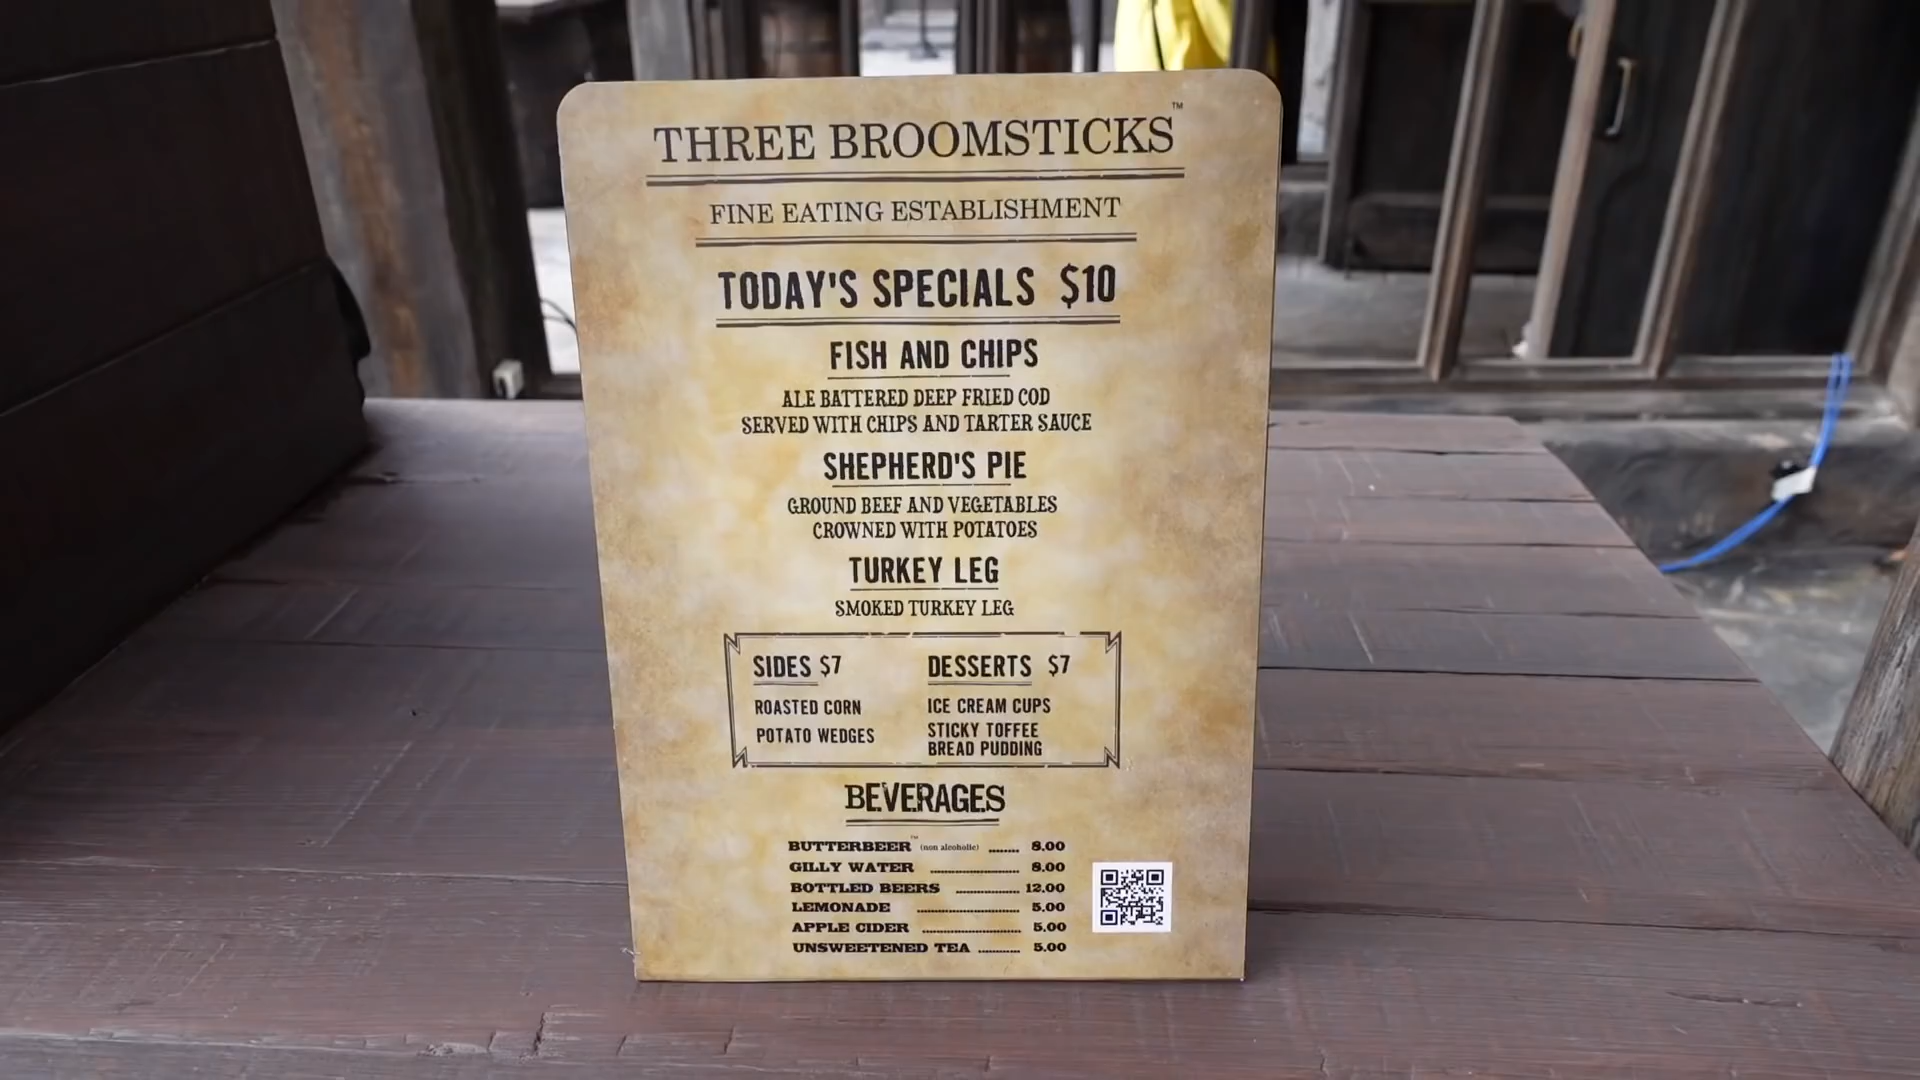 THREE BROOMSTICKS™
FINE EATING ESTABLISHMENT
TODAY'S SPECIALS $10
FISH AND CHIPS
ALE BATTERED DEEP FRIED COD
SERVED WITH CHIPS AND TARTER SAUCE
SHEPHERD'S PIE
GROUND BEEF AND VEGETABLES
CROWNED WITH POTATOES
TURKEY LEG
SMOKED TURKEY LEG
SIDES $7
ROASTED CORN
POTATO WEDGES
DESSERTS $7
ICE CREAM CUPS
STICKY TOFFEE
BREAD PUDDING
BEVERAGES
BUTTERBEER™ (non alcoholic) ........ 8.00
GILLY WATER ........................ 8.00
BOTTLED BEERS ................. 12.00
LEMONADE ............................ 5.00
APPLE CIDER .......................... 5.00
UNSWEETENED TEA ........... 5.00